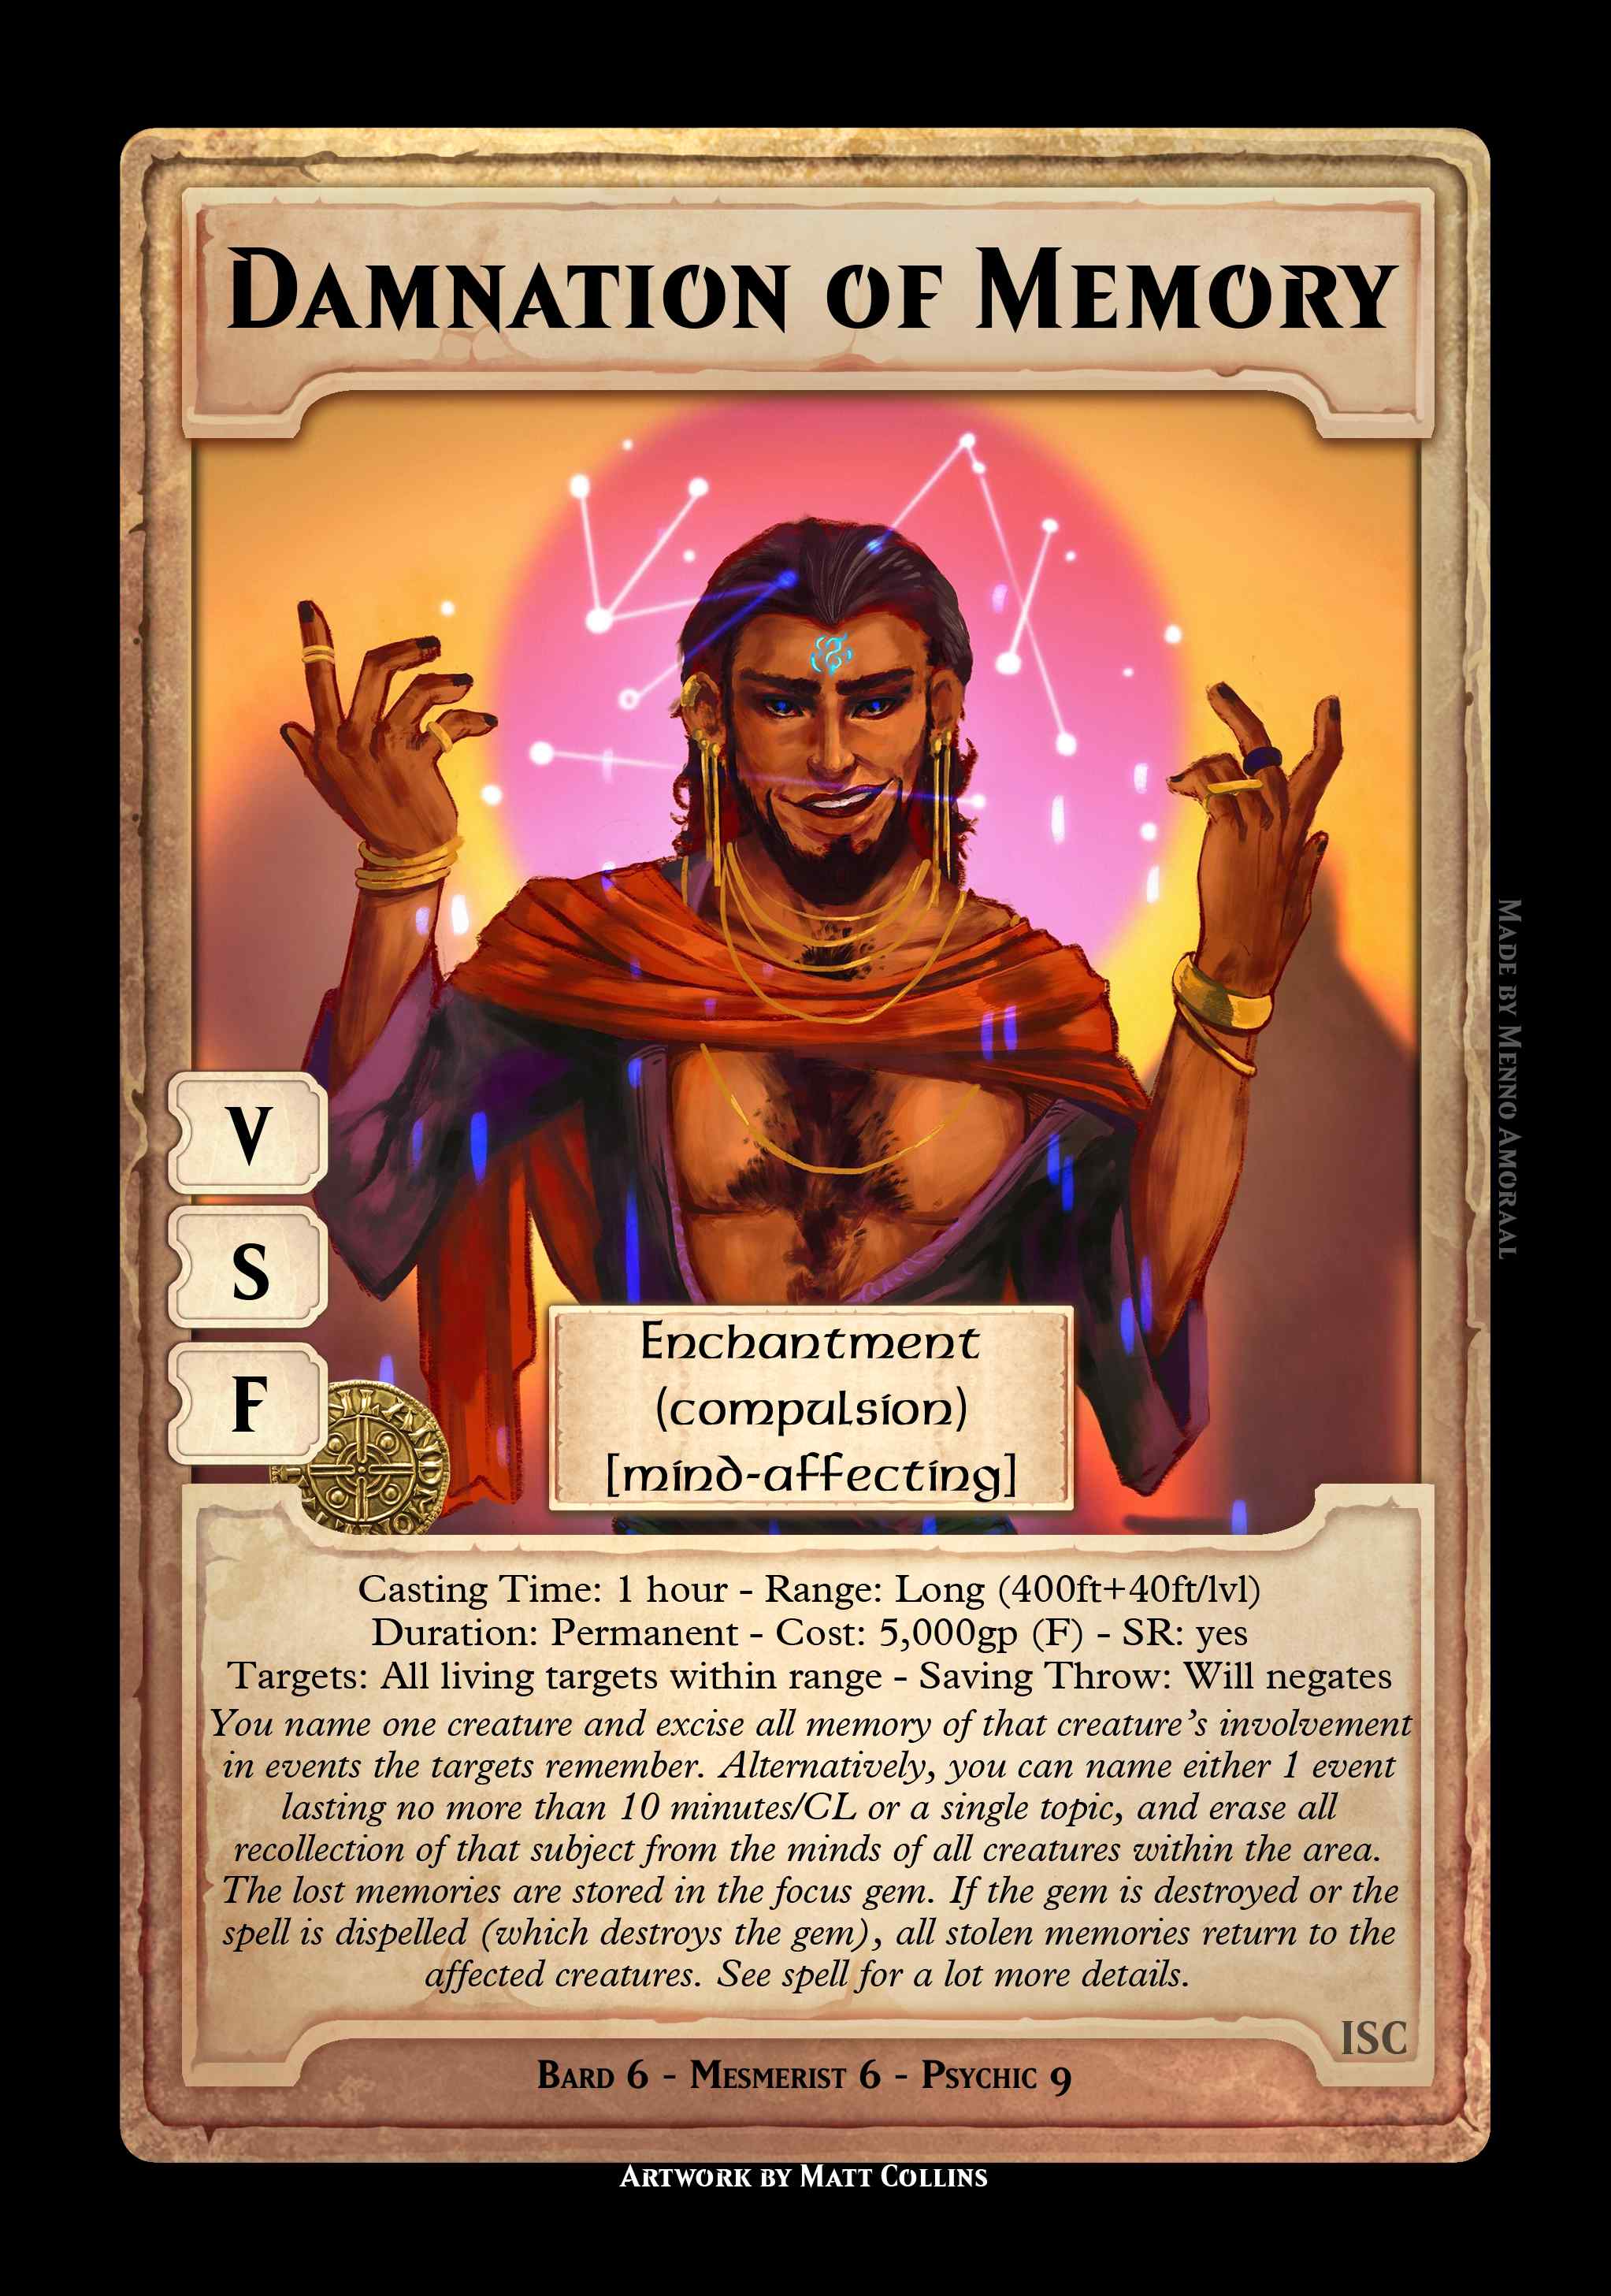 Damnation of Memory
V
S
F
Enchantment
(compulsion)
[mind-affecting]
Casting Time: 1 hour - Range: Long (400ft+40ft/lvl)
Duration: Permanent - Cost: 5,000gp (F) - SR: yes
Targets: All living targets within range - Saving Throw: Will negates
You name one creature and excise all memory of that creature's involvement
in events the targets remember. Alternatively, you can name either 1 event
lasting no more than 10 minutes/CL or a single topic, and erase all
recollection of that subject from the minds of all creatures within the area.
The lost memories are stored in the focus gem. If the gem is destroyed or the
spell is dispelled (which destroys the gem), all stolen memories return to the
affected creatures. See spell for a lot more details.
ISC
Bard 6 - Mesmerist 6 - Psychic 9
Artwork by Matt Collins
Made by Menno Amoraal